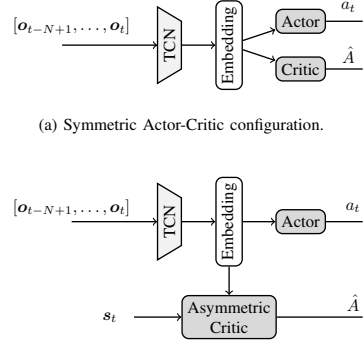 [o_{t−N+1}, . . . , o_t]
TCN
Embedding
Actor
a_t
Critic
Â
(a) Symmetric Actor-Critic configuration.
[o_{t−N+1}, . . . , o_t]
TCN
Embedding
Actor
a_t
s_t
Asymmetric
Critic
Â